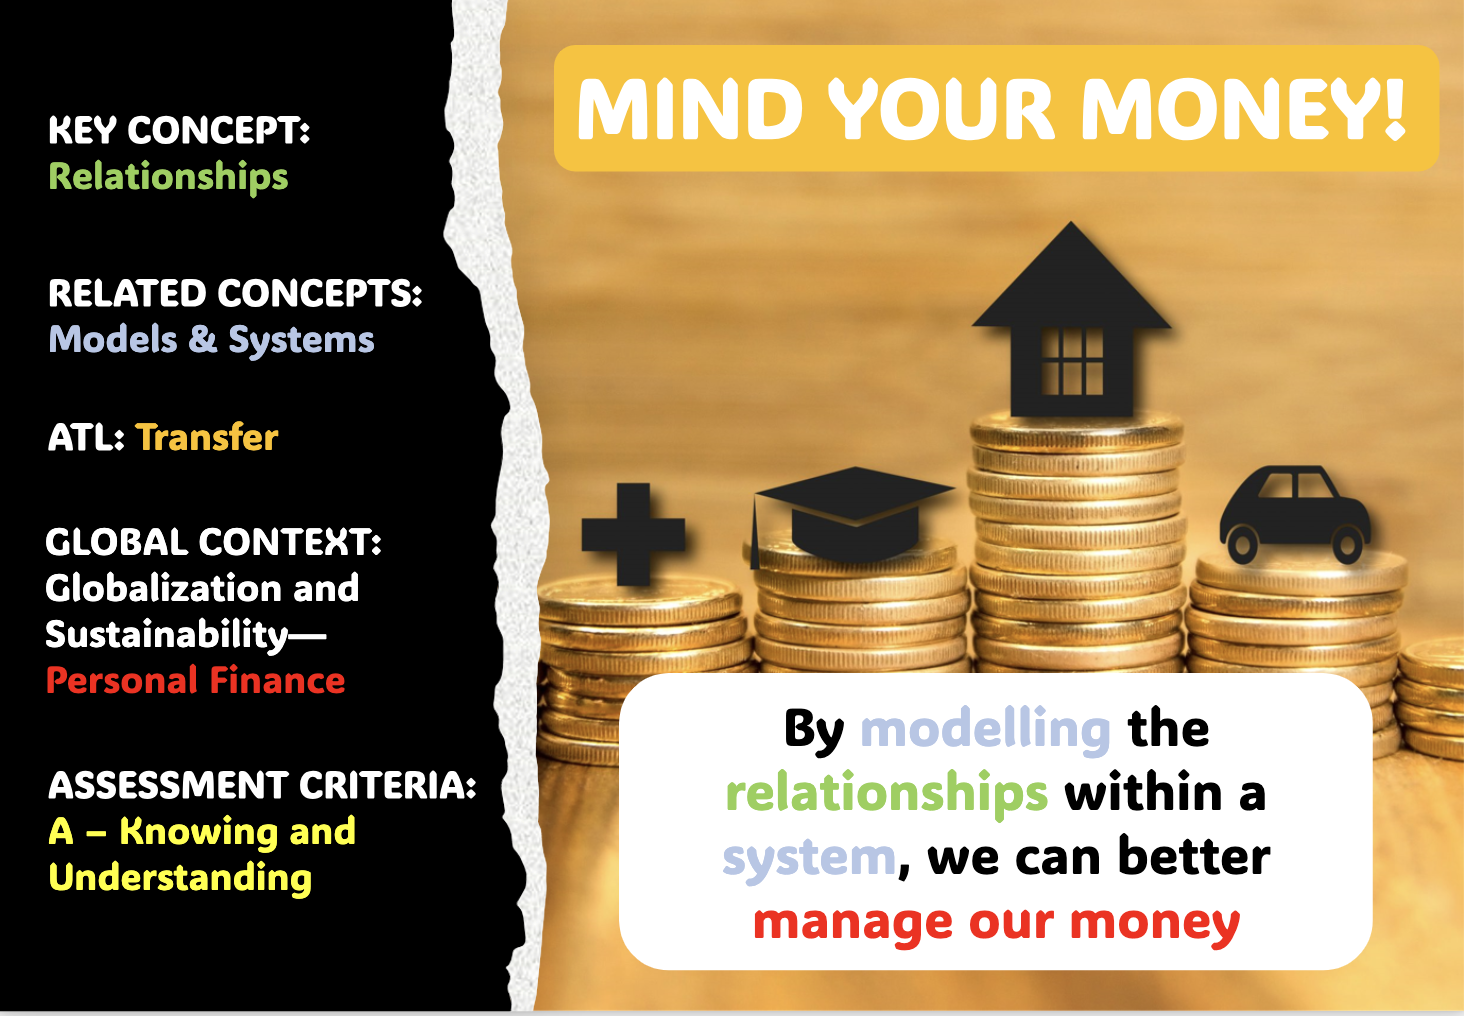 KEY CONCEPT:
Relationships
RELATED CONCEPTS:
Models & Systems
ATL: Transfer
GLOBAL CONTEXT:
Globalization and
Sustainability—
Personal Finance
ASSESSMENT CRITERIA:
A – Knowing and
Understanding
MIND YOUR MONEY!
By modelling the
relationships within a
system, we can better
manage our money